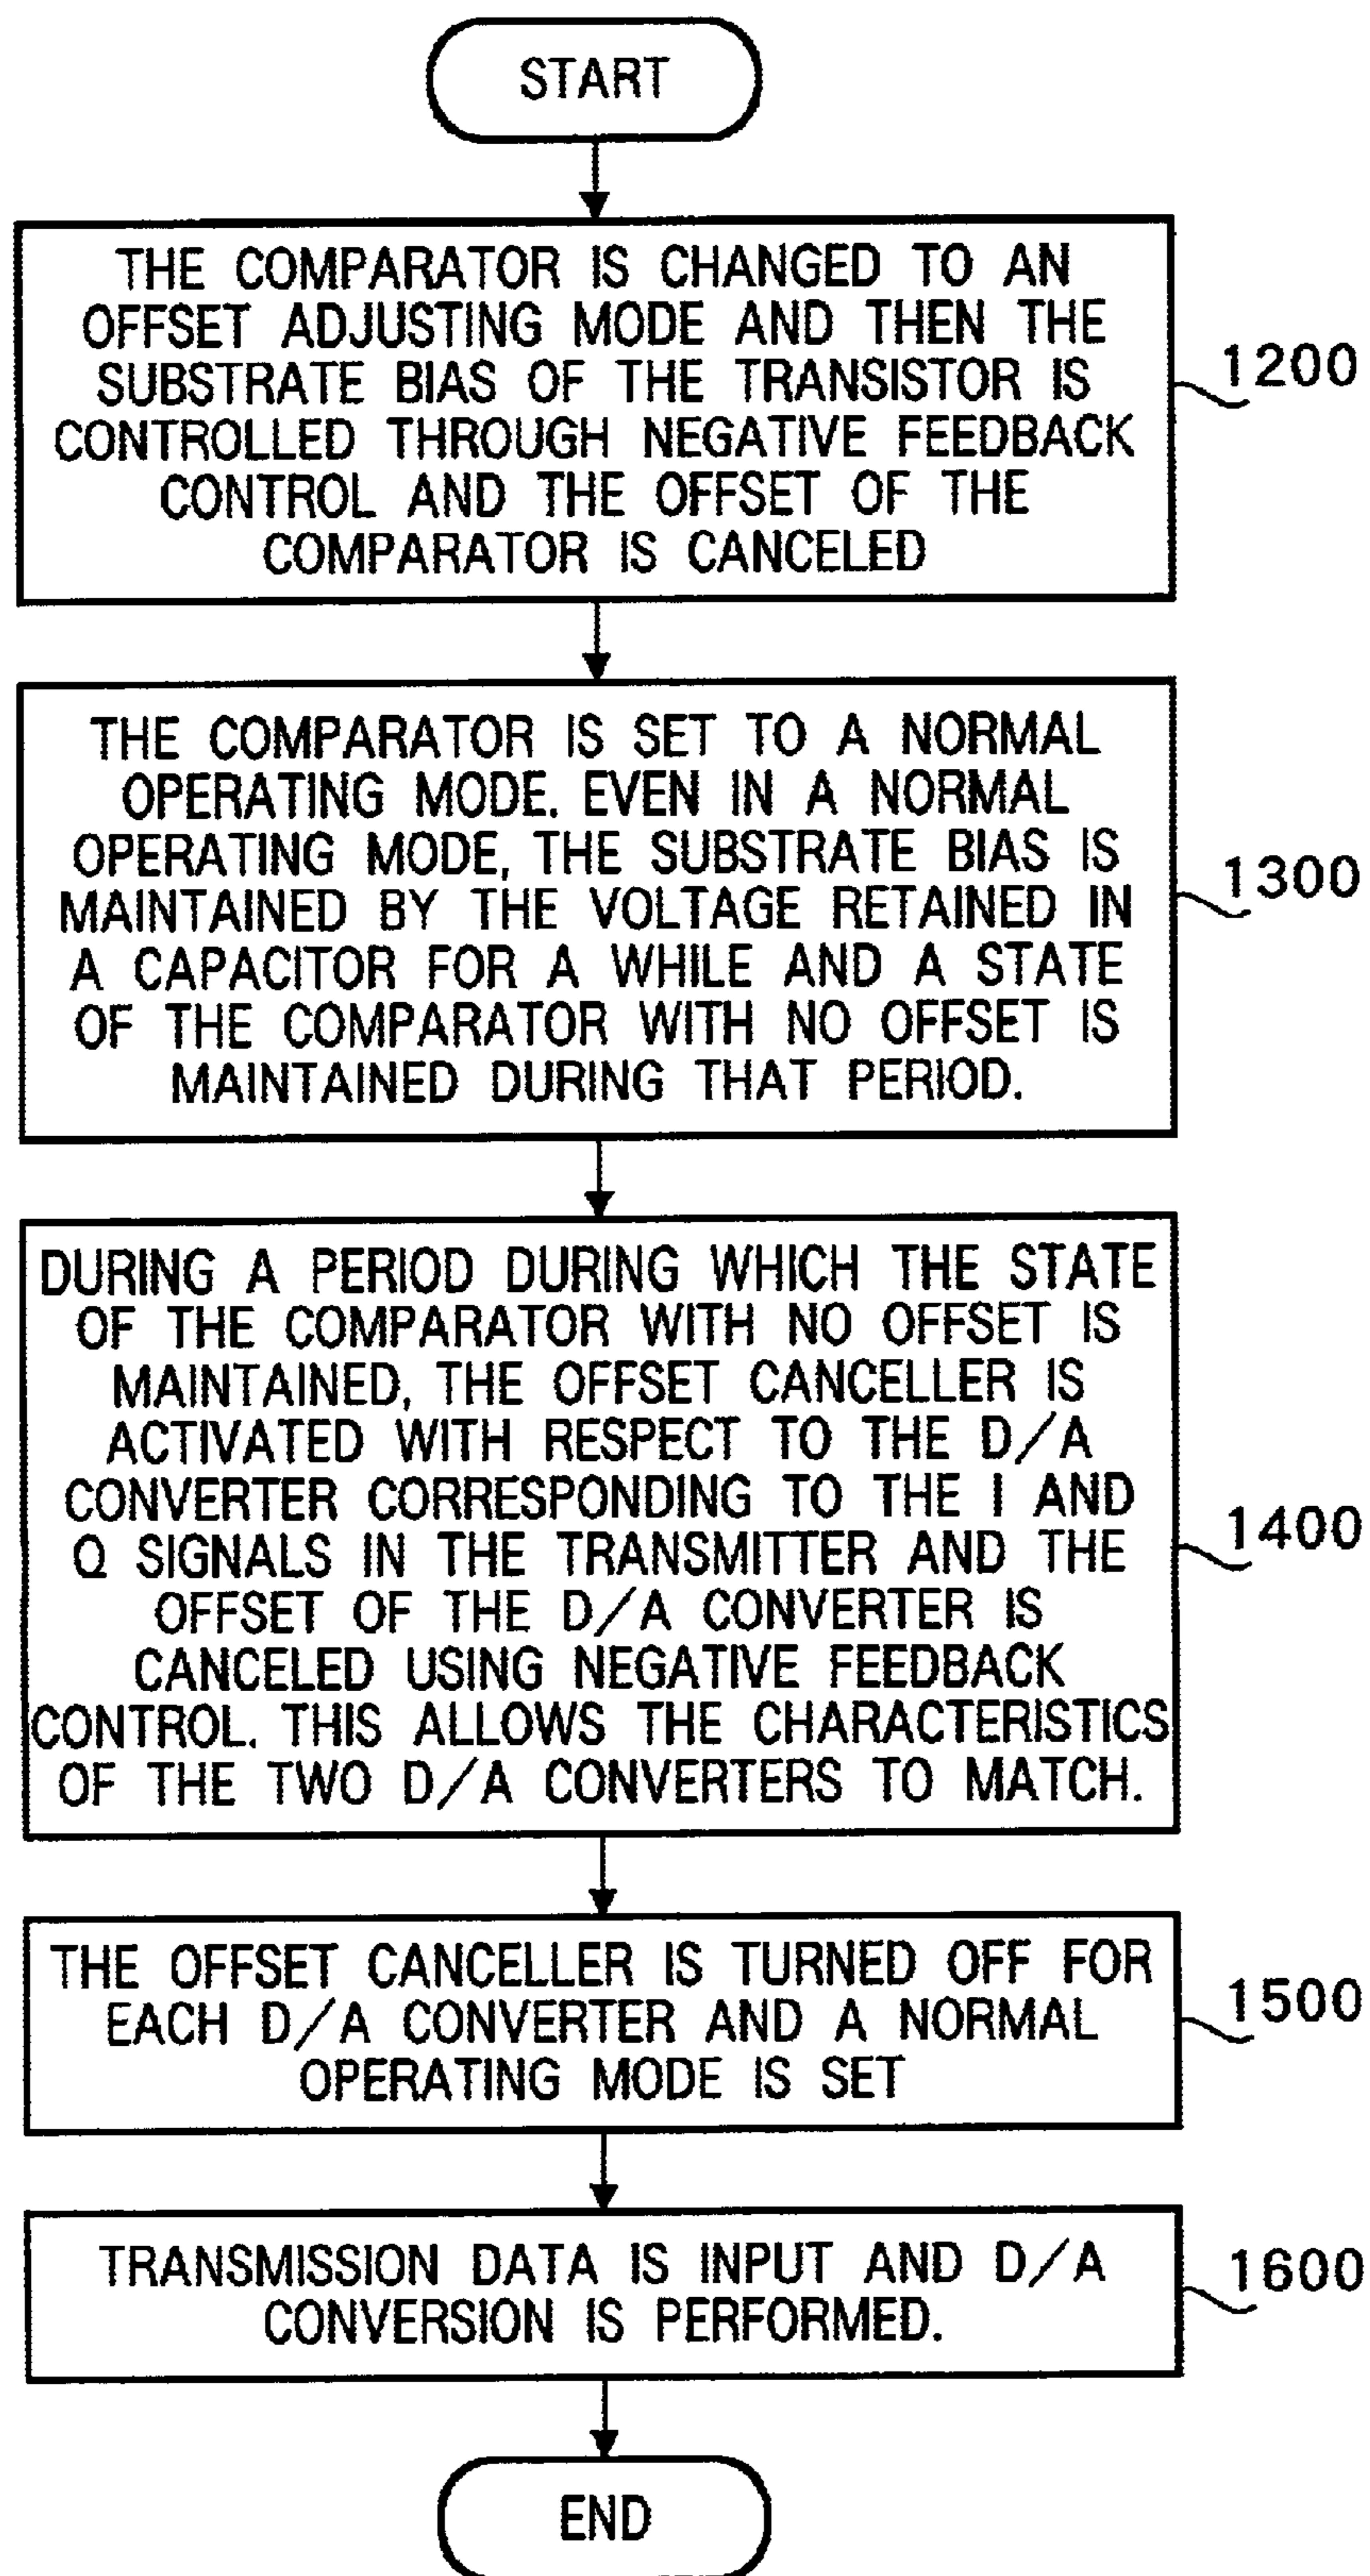 START
THE COMPARATOR IS CHANGED TO AN
OFFSET ADJUSTING MODE AND THEN THE
SUBSTRATE BIAS OF THE TRANSISTOR IS
CONTROLLED THROUGH NEGATIVE FEEDBACK
CONTROL AND THE OFFSET OF THE
COMPARATOR IS CANCELED
1200
THE COMPARATOR IS SET TO A NORMAL
OPERATING MODE. EVEN IN A NORMAL
OPERATING MODE, THE SUBSTRATE BIAS IS
MAINTAINED BY THE VOLTAGE RETAINED IN
A CAPACITOR FOR A WHILE AND A STATE
OF THE COMPARATOR WITH NO OFFSET IS
MAINTAINED DURING THAT PERIOD.
1300
DURING A PERIOD DURING WHICH THE STATE
OF THE COMPARATOR WITH NO OFFSET IS
MAINTAINED, THE OFFSET CANCELLER IS
ACTIVATED WITH RESPECT TO THE D/A
CONVERTER CORRESPONDING TO THE I AND
Q SIGNALS IN THE TRANSMITTER AND THE
OFFSET OF THE D/A CONVERTER IS
CANCELED USING NEGATIVE FEEDBACK
CONTROL. THIS ALLOWS THE CHARACTERISTICS
OF THE TWO D/A CONVERTERS TO MATCH.
1400
THE OFFSET CANCELLER IS TURNED OFF FOR
EACH D/A CONVERTER AND A NORMAL
OPERATING MODE IS SET
1500
TRANSMISSION DATA IS INPUT AND D/A
CONVERSION IS PERFORMED.
1600
END